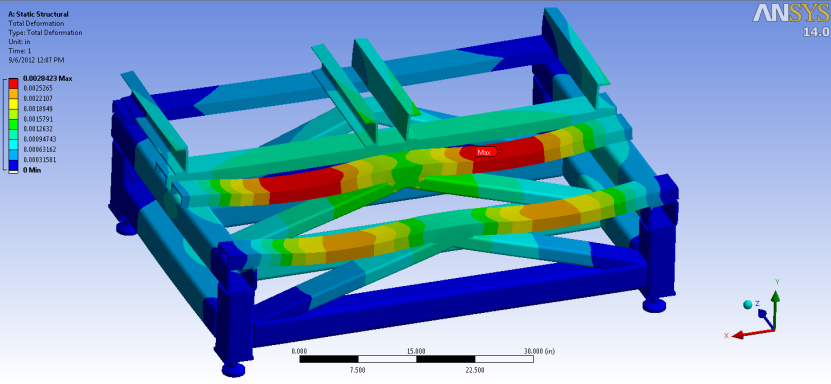 A: Static Structural
Total Deformation
Type: Total Deformation
Unit: in
Time: 1
9/6/2012 12:07 PM
0.0028423 Max
0.0025265
0.0022107
0.0018949
0.0015791
0.0012632
0.00094743
0.00063162
0.00031581
0 Min
ANSYS
14.0
Max
0.000
15.000
30.000 (in)
7.500
22.500
Y
Z
X